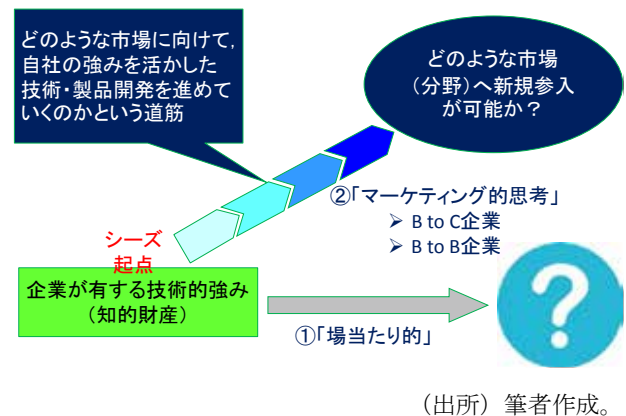 どのような市場に向けて,
自社の強みを活かした
技術・製品開発を進めて
いくのかという道筋
どのような市場
（分野）へ新規参入
が可能か？
②「マーケティング的思考」
➢ B to C企業
➢ B to B企業
シーズ
起点
企業が有する技術的強み
（知的財産）
①「場当たり的」
?
（出所）筆者作成。